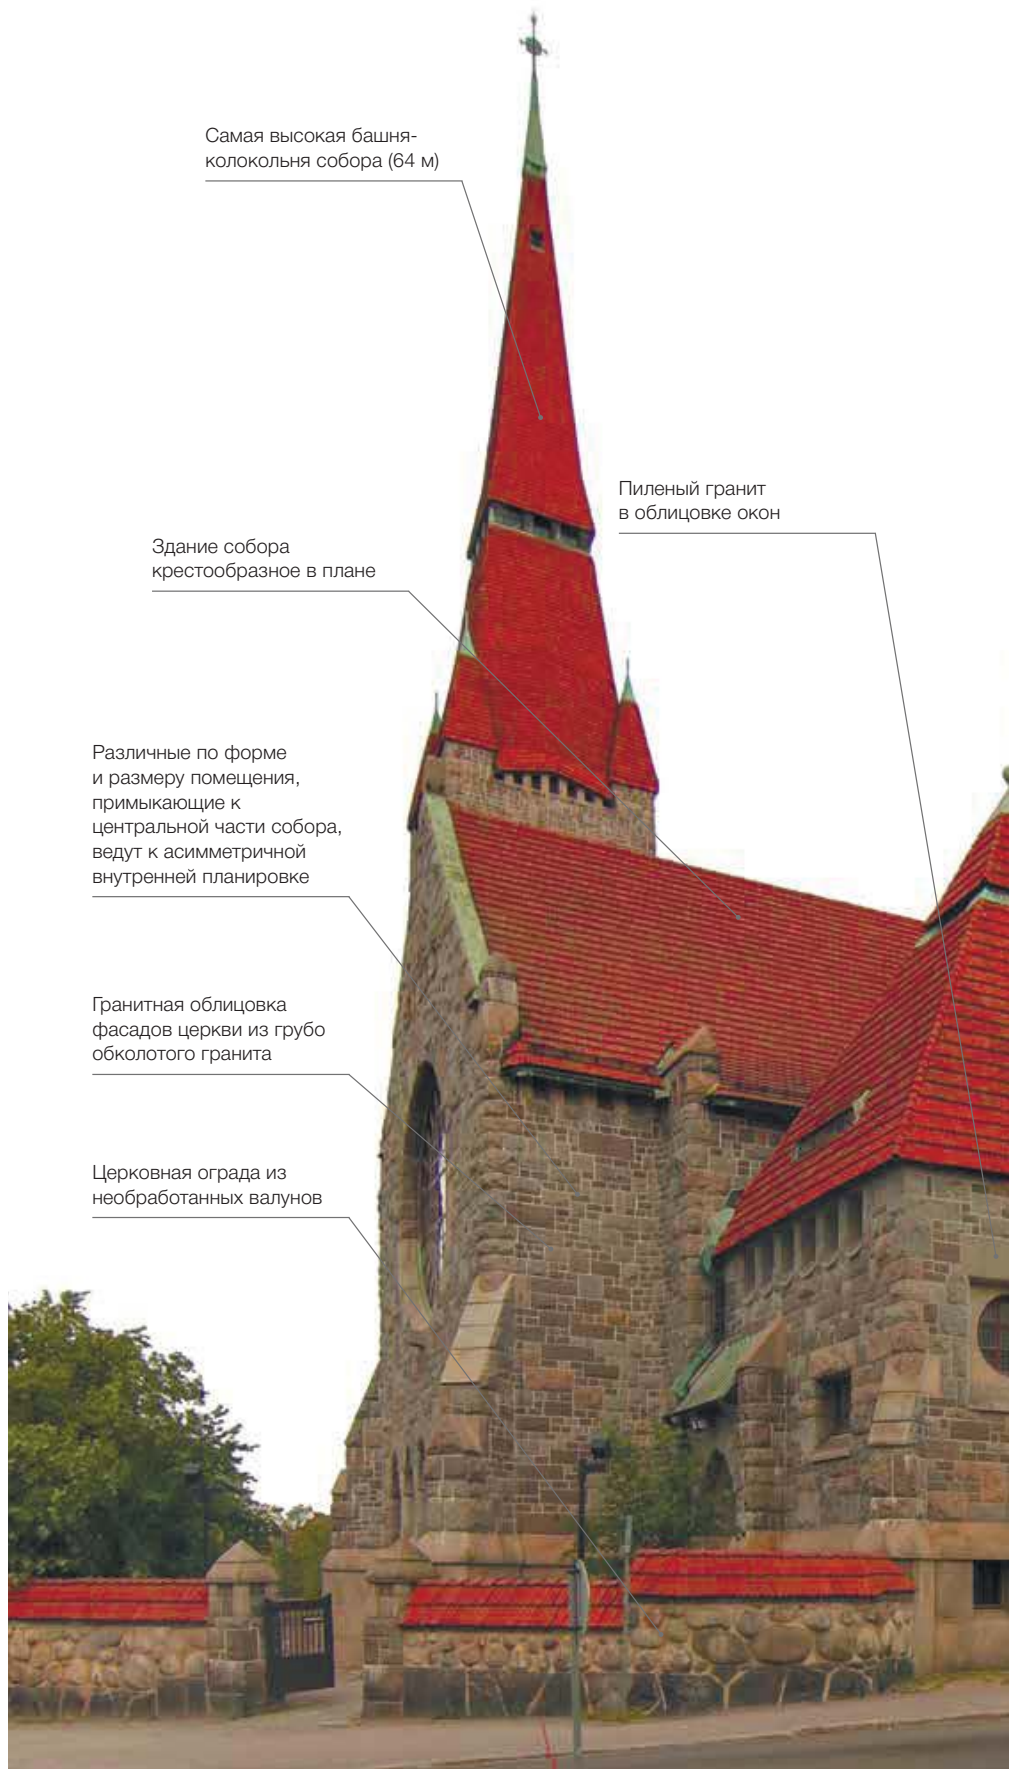 Самая высокая башня-
колокольня собора (64 м)
Пиленый гранит
в облицовке окон
Здание собора
крестообразное в плане
Различные по форме
и размеру помещения,
примыкающие к
центральной части собора,
ведут к асимметричной
внутренней планировке
Гранитная облицовка
фасадов церкви из грубо
обколотого гранита
Церковная ограда из
необработанных валунов